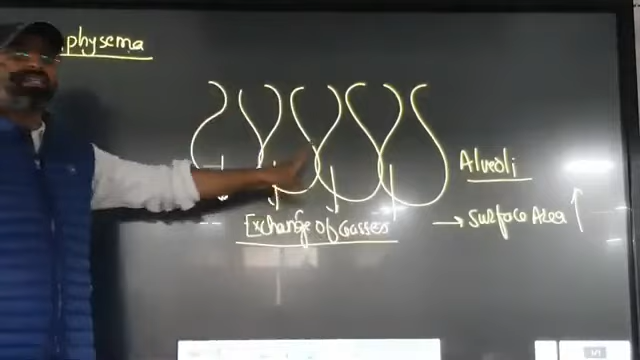 physema
Alveoli
Exchange of Gasses
→ Surface Area ↑